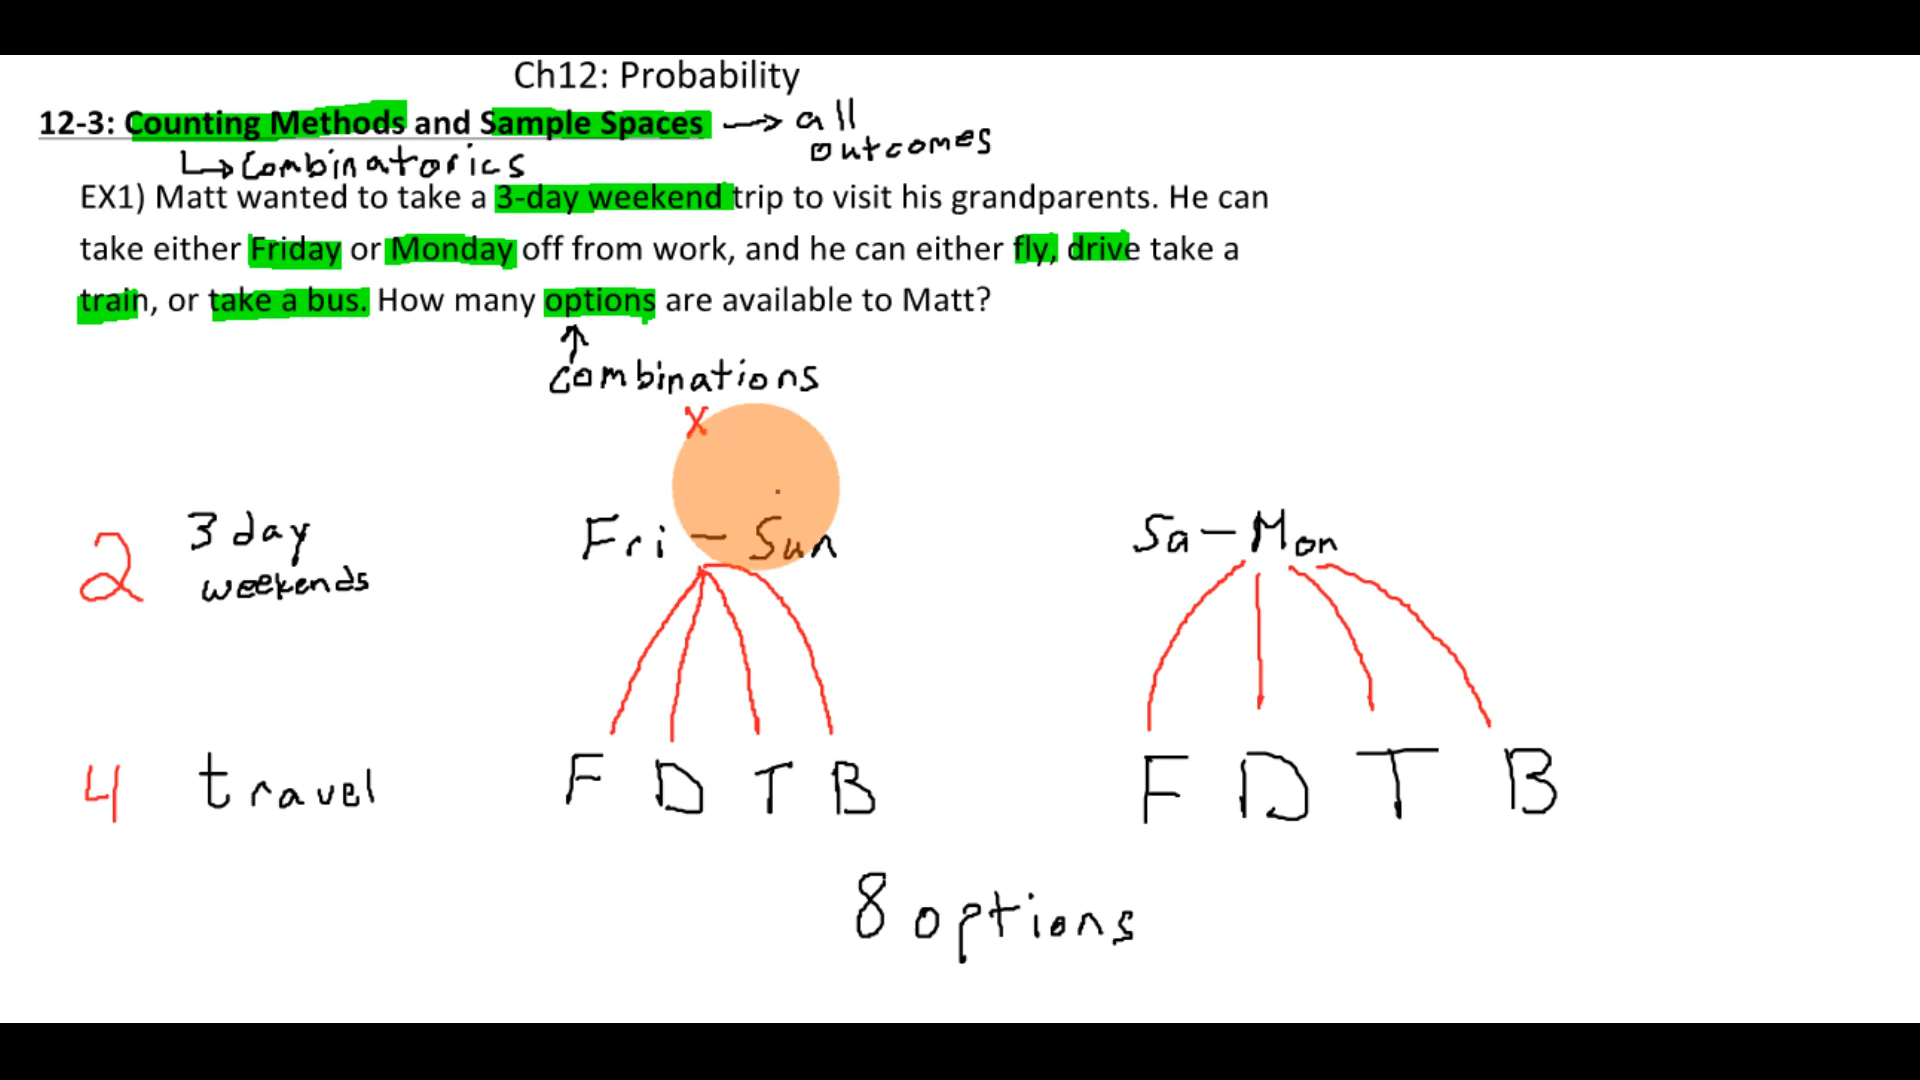 Ch12: Probability
12-3: Counting Methods and Sample Spaces → all
outcomes
↳ Combinatorics
EX1) Matt wanted to take a 3-day weekend trip to visit his grandparents. He can
take either Friday or Monday off from work, and he can either fly, drive take a
train, or take a bus. How many options are available to Matt?
↑
combinations
x
2 3 day
weekends
Fri - Sun
Sa - Mon
4 travel
F D T B
F D T B
8 options